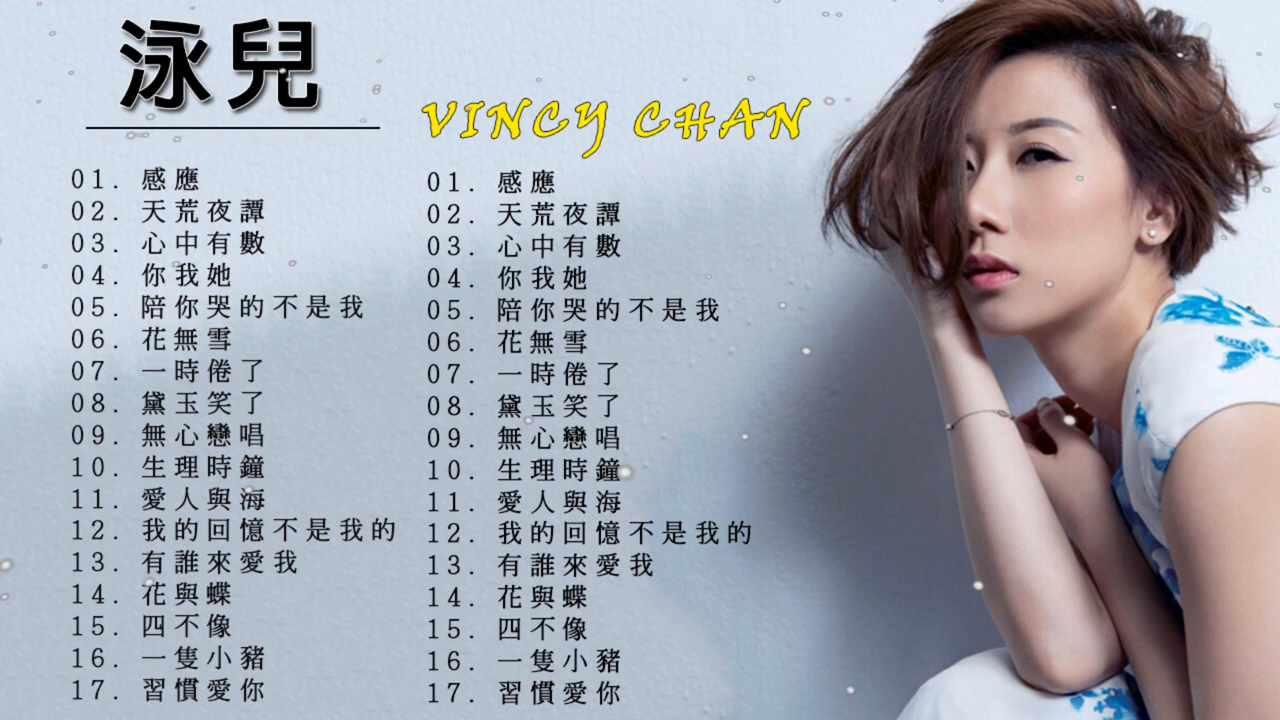 泳兒
VINCY CHAN
01. 感應
02. 天荒夜譚
03. 心中有數
04. 你我她
05. 陪你哭的不是我
06. 花無雪
07. 一時倦了
08. 黛玉笑了
09. 無心戀唱
10. 生理時鐘
11. 愛人與海
12. 我的回憶不是我的
13. 有誰來愛我
14. 花與蝶
15. 四不像
16. 一隻小豬
17. 習慣愛你
01. 感應
02. 天荒夜譚
03. 心中有數
04. 你我她
05. 陪你哭的不是我
06. 花無雪
07. 一時倦了
08. 黛玉笑了
09. 無心戀唱
10. 生理時鐘
11. 愛人與海
12. 我的回憶不是我的
13. 有誰來愛我
14. 花與蝶
15. 四不像
16. 一隻小豬
17. 習慣愛你